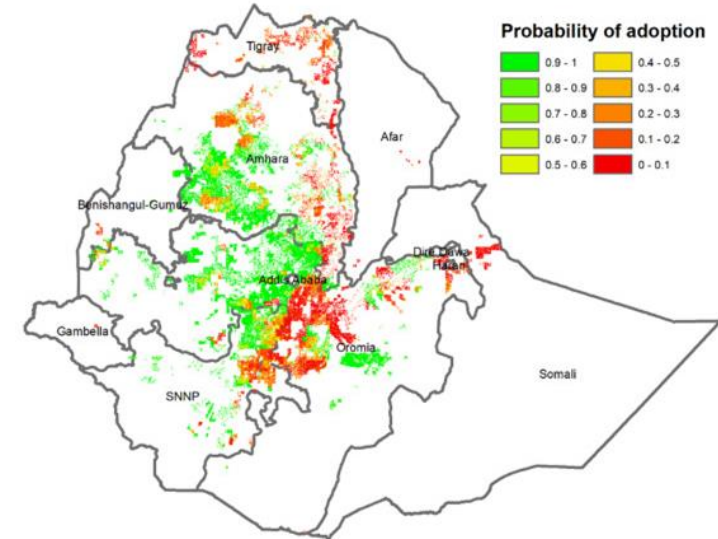 Probability of adoption
0.9 - 1
0.4 - 0.5
0.8 - 0.9
0.3 - 0.4
0.7 - 0.8
0.2 - 0.3
0.6 - 0.7
0.1 - 0.2
0.5 - 0.6
0 - 0.1
Tigray
Afar
Amhara
Benishangul-Gumuz
Dire Dawa
Harari
Addis Ababa
Gambella
Oromia
Somali
SNNP